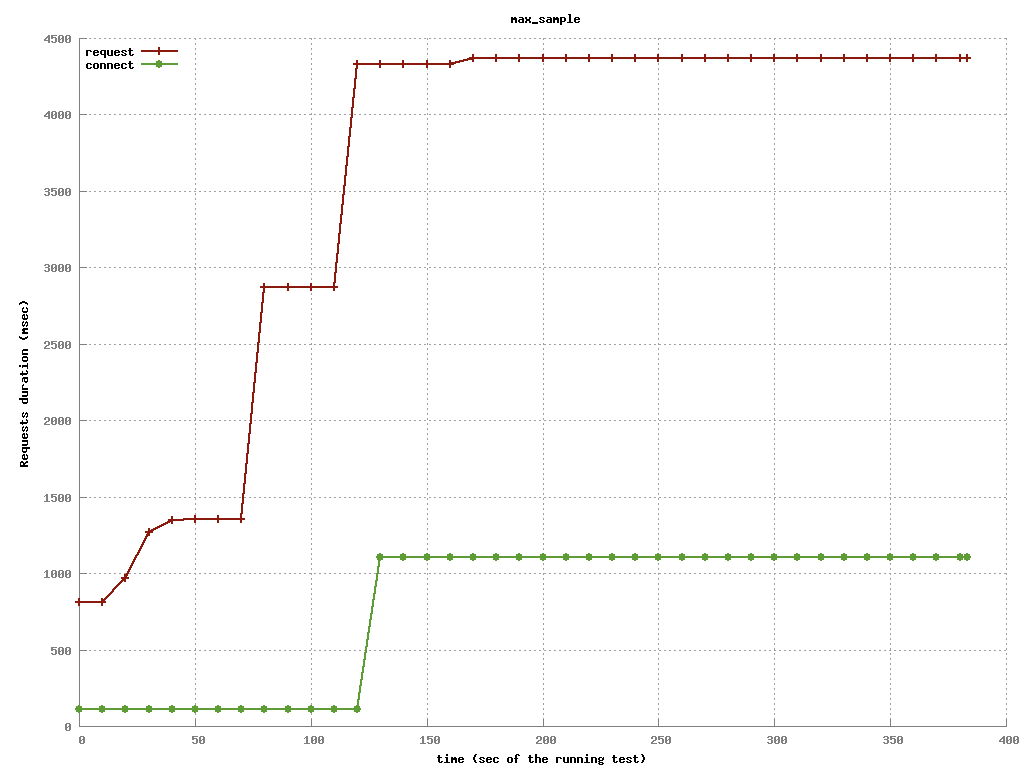 max_sample
request
connect
4500
4000
3500
3000
2500
2000
1500
1000
500
0
0 50 100 150 200 250 300 350 400
Requests duration (msec)
time (sec of the running test)